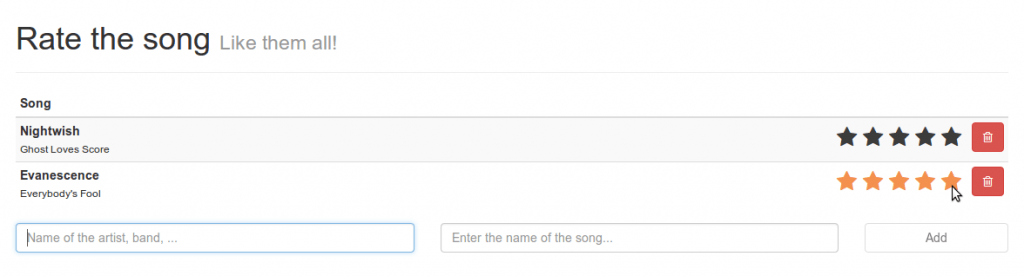 Rate the song Like them all!
Song
Nightwish
Ghost Loves Score
Evanescence
Everybody's Fool
Name of the artist, band, ... Enter the name of the song... Add